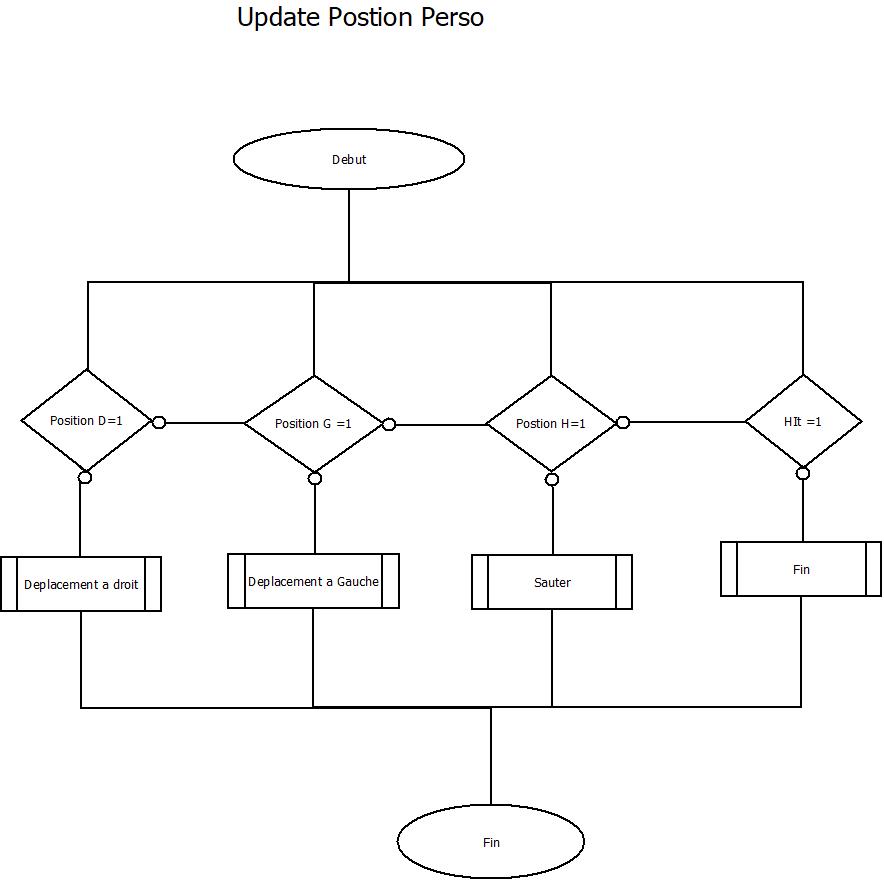 Update Postion Perso
Debut
Position D=1
Position G =1
Postion H=1
HIt =1
Deplacement a droit
Deplacement a Gauche
Sauter
Fin
Fin